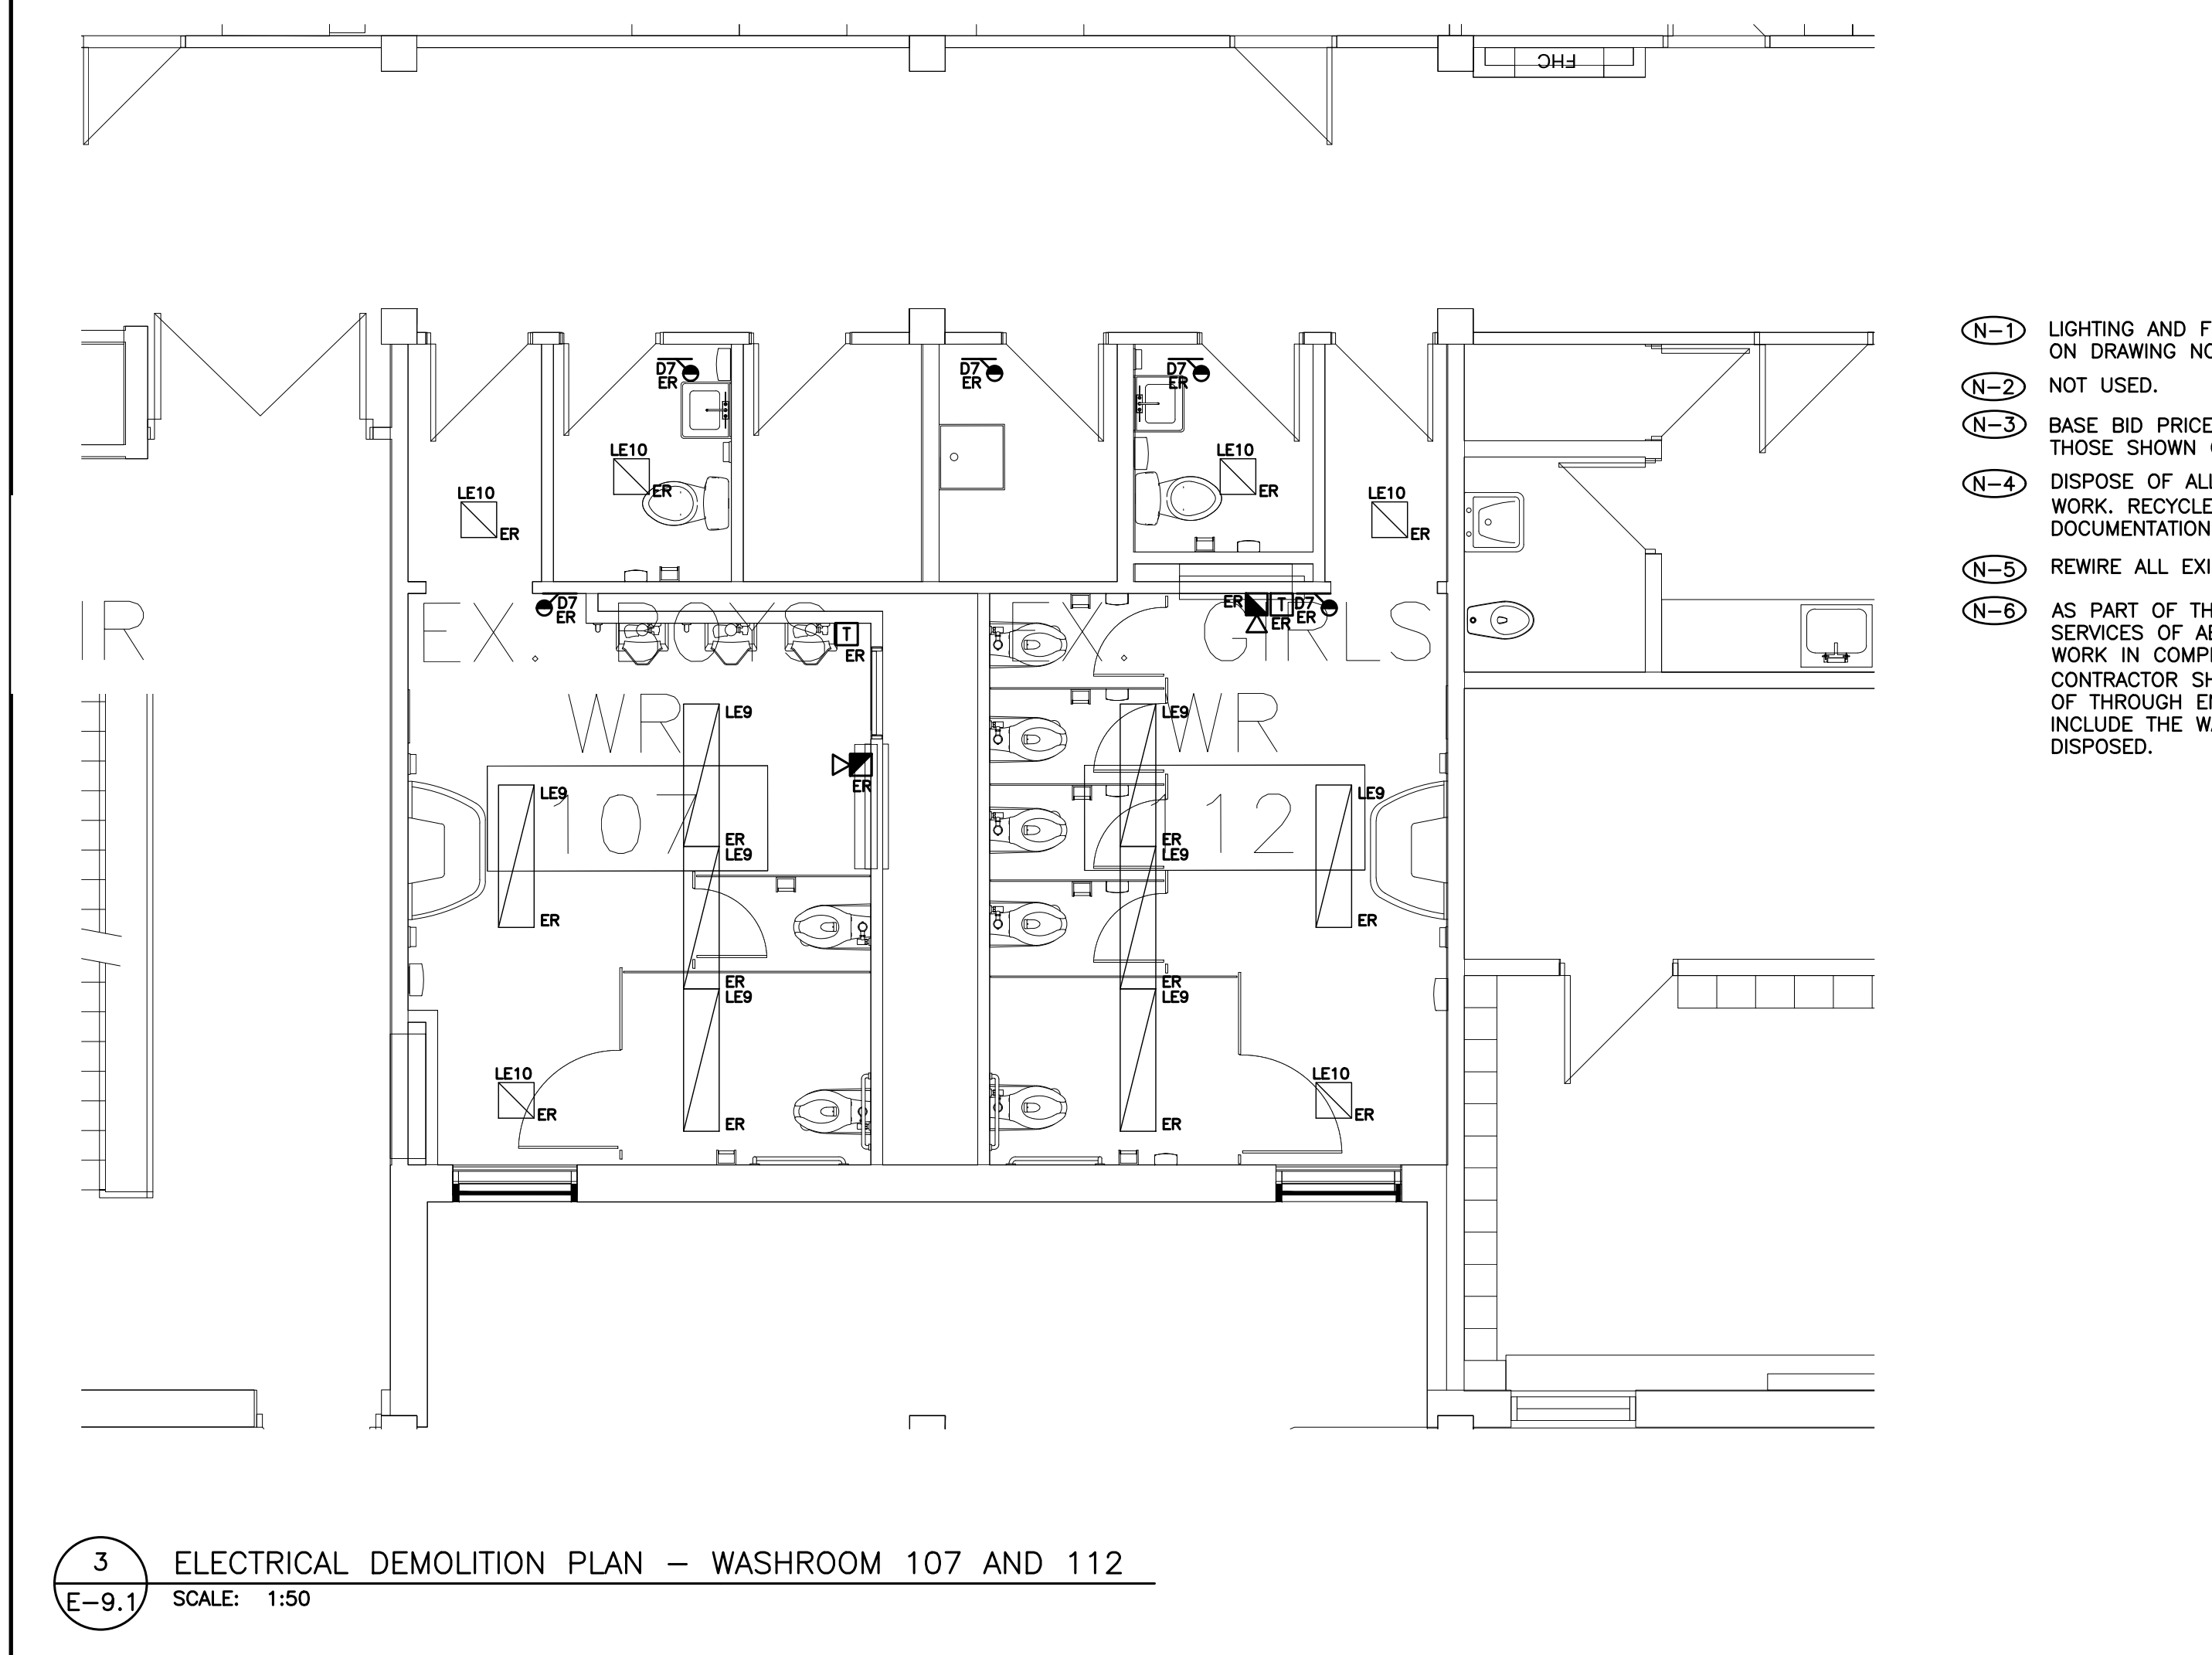 FHC
D7
ER
D7
ER
D7
ER
LE10
ER
LE10
ER
LE10
ER
LE10
ER
D7
ER
ER
T
ER
D7
ER
R
EX. BOYS
WR
107
EX. GIRLS
WR
112
T
ER
LE9
LE9
ER
LE9
ER
LE9
ER
LE9
ER
LE9
ER
LE9
ER
LE9
ER
LE9
ER
LE10
ER
LE10
ER
N-1 LIGHTING AND F
ON DRAWING NO
N-2 NOT USED.
N-3 BASE BID PRICE
THOSE SHOWN
N-4 DISPOSE OF ALL
WORK. RECYCLE
DOCUMENTATION
N-5 REWIRE ALL EXI
N-6 AS PART OF TH
SERVICES OF AB
WORK IN COMPL
CONTRACTOR SH
OF THROUGH EN
INCLUDE THE WA
DISPOSED.
3
E-9.1
ELECTRICAL DEMOLITION PLAN - WASHROOM 107 AND 112
SCALE: 1:50